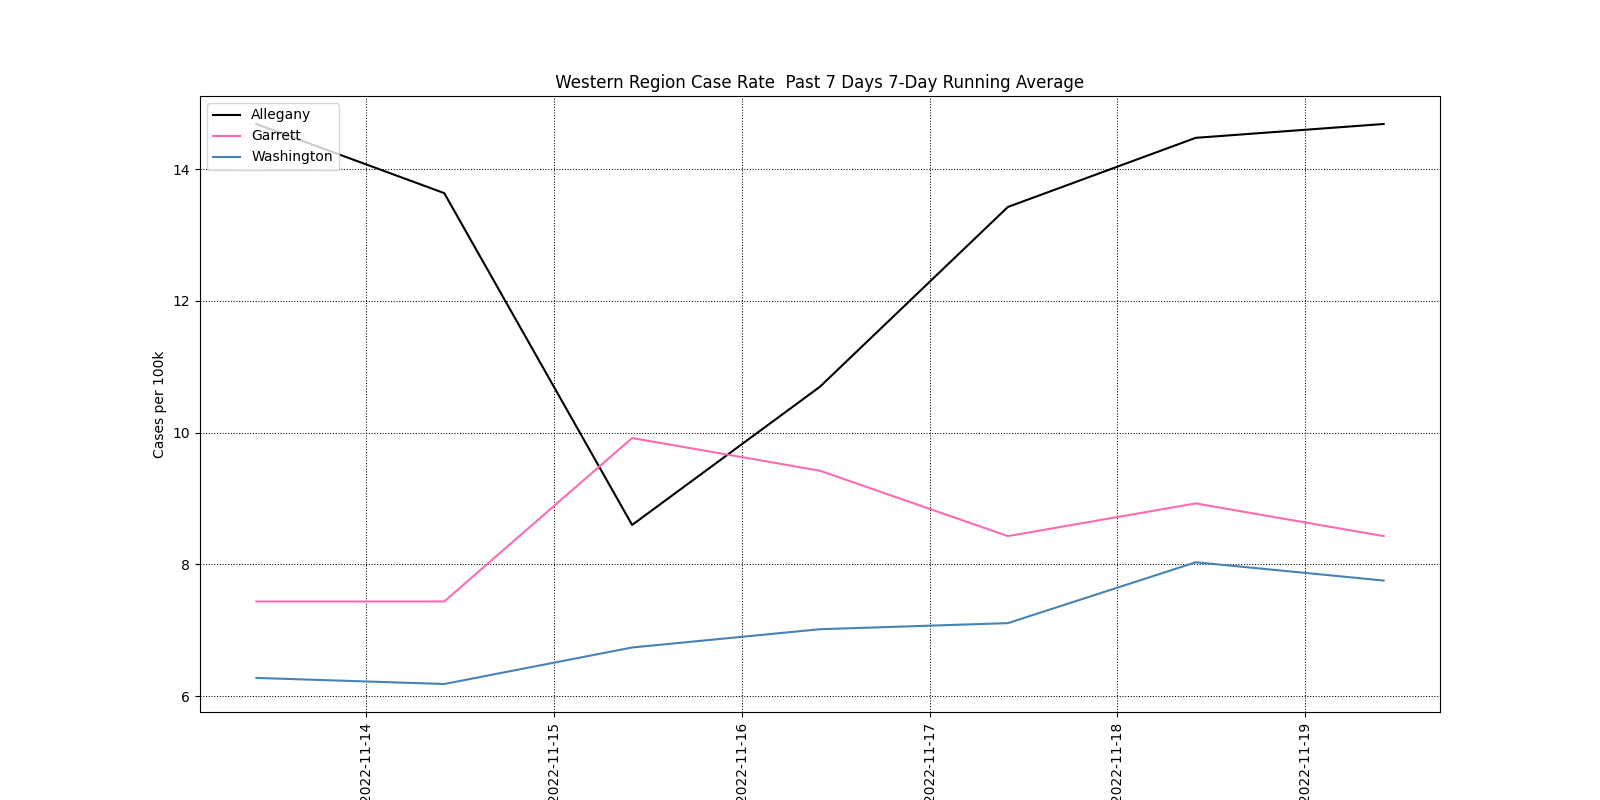 Western Region Case Rate  Past 7 Days 7-Day Running Average
Allegany
Garrett
Washington
14
12
10
8
6
Cases per 100k
2022-11-14
2022-11-15
2022-11-16
2022-11-17
2022-11-18
2022-11-19